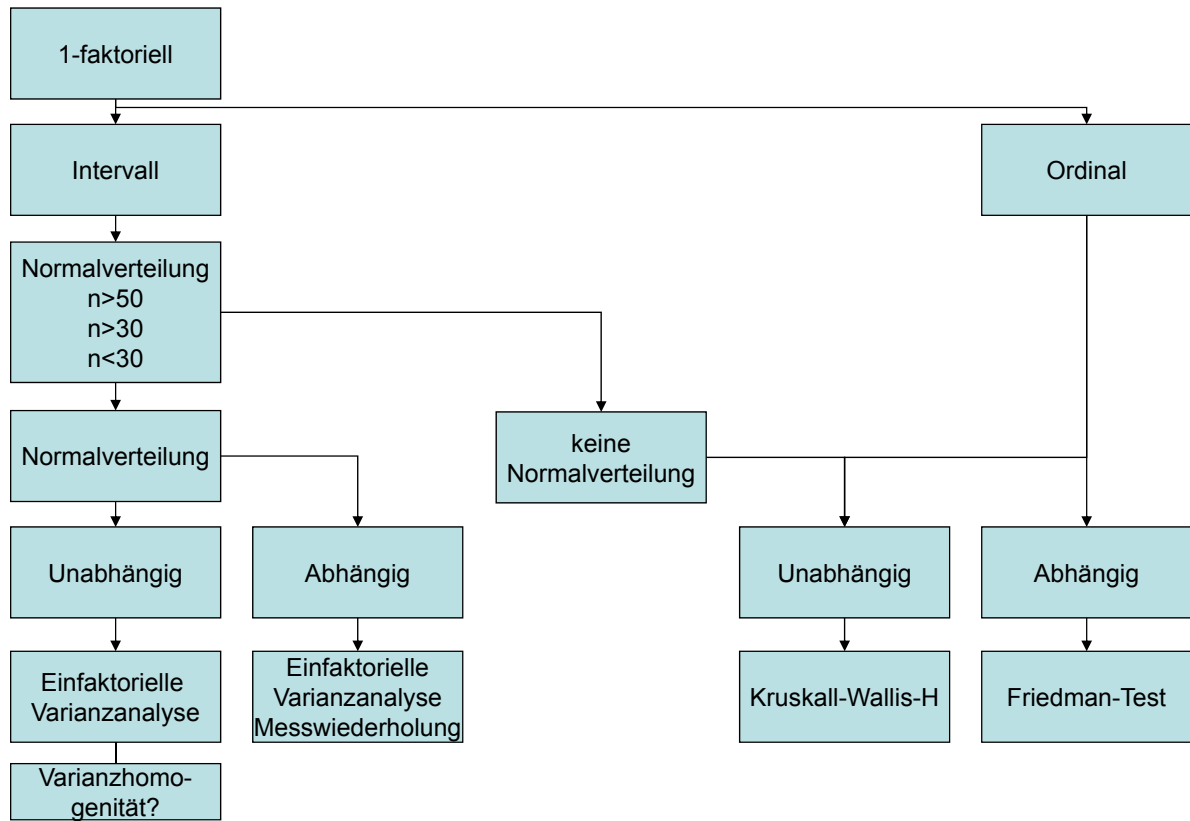 1-faktoriell
Intervall
Ordinal
Normalverteilung
n>50
n>30
n<30
Normalverteilung
keine
Normalverteilung
Unabhängig
Abhängig
Unabhängig
Abhängig
Einfaktorielle
Varianzanalyse
Einfaktorielle
Varianzanalyse
Messwiederholung
Kruskall-Wallis-H
Friedman-Test
Varianzhomo-
genität?